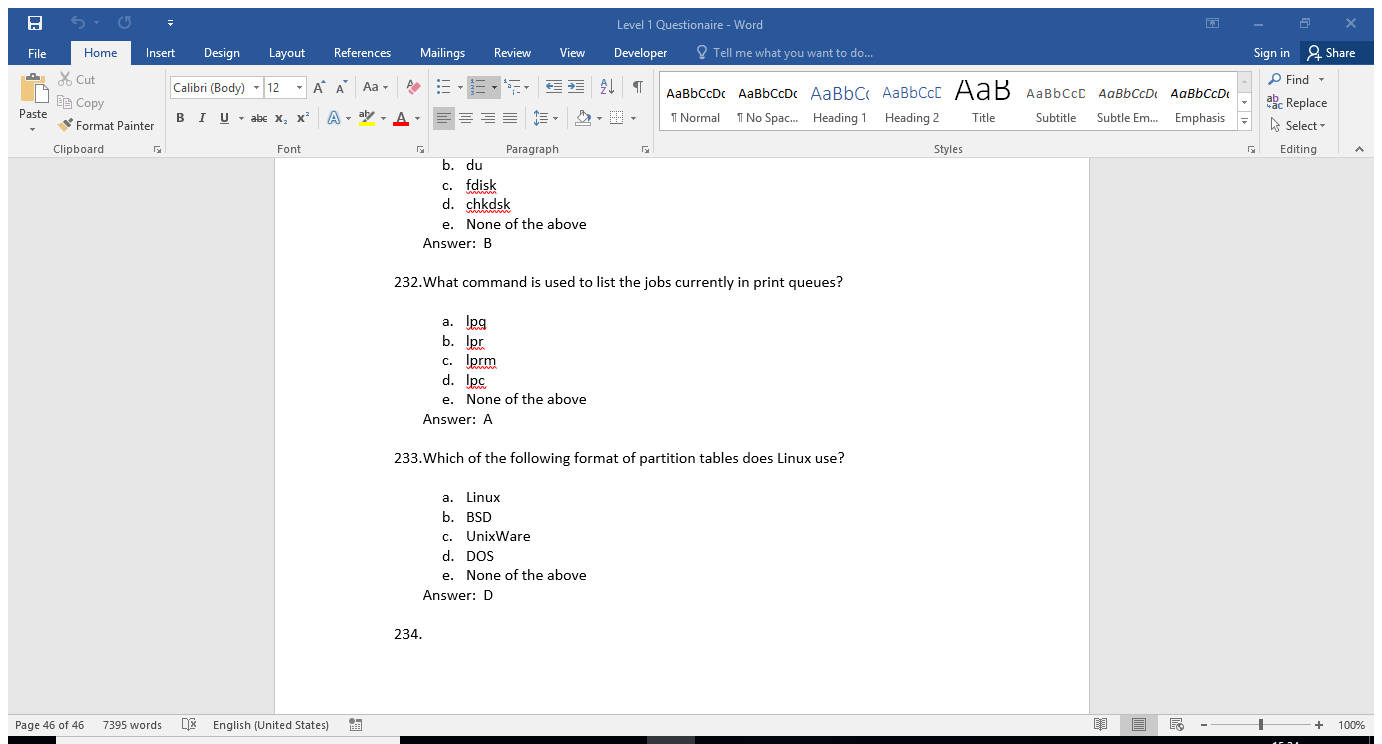 Level 1 Questionaire - Word
File Home Insert Design Layout References Mailings Review View Developer Tell me what you want to do... Sign in Share
Paste
Cut
Copy
Format Painter
Clipboard
Calibri (Body) 12 Aa
B I U abc x₂ x²
Font
Paragraph
AaBbCcDc AaBbCcDc AaBbC( AaBbCcC AaB AaBbCcD AaBbCcDc AaBbCcDc
¶ Normal ¶ No Spac... Heading 1 Heading 2 Title Subtitle Subtle Em... Emphasis
Styles
Find
Replace
Select
Editing
b. du
c. fdisk
d. chkdsk
e. None of the above
Answer: B
232.What command is used to list the jobs currently in print queues?
a. lpq
b. lpr
c. lprm
d. lpc
e. None of the above
Answer: A
233.Which of the following format of partition tables does Linux use?
a. Linux
b. BSD
c. UnixWare
d. DOS
e. None of the above
Answer: D
234.
Page 46 of 46 7395 words English (United States) 100%